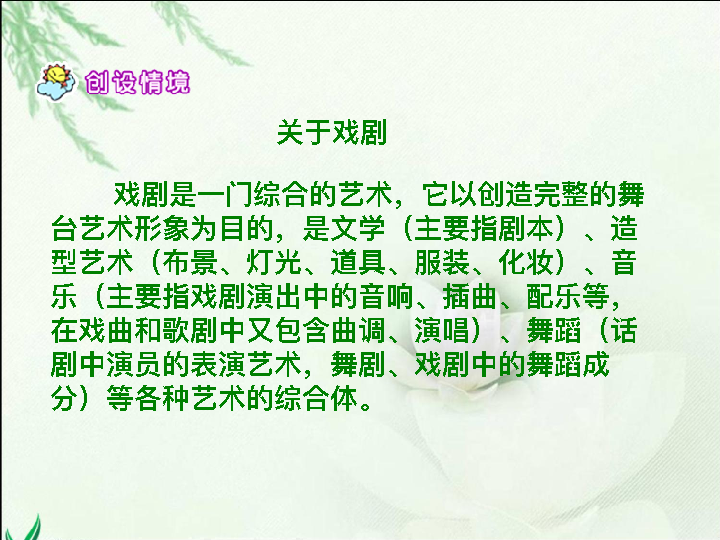 创设情境
关于戏剧
戏剧是一门综合的艺术，它以创造完整的舞
台艺术形象为目的，是文学（主要指剧本）、造
型艺术（布景、灯光、道具、服装、化妆）、音
乐（主要指戏剧演出中的音响、插曲、配乐等，
在戏曲和歌剧中又包含曲调、演唱）、舞蹈（话
剧中演员的表演艺术，舞剧、戏剧中的舞蹈成
分）等各种艺术的综合体。